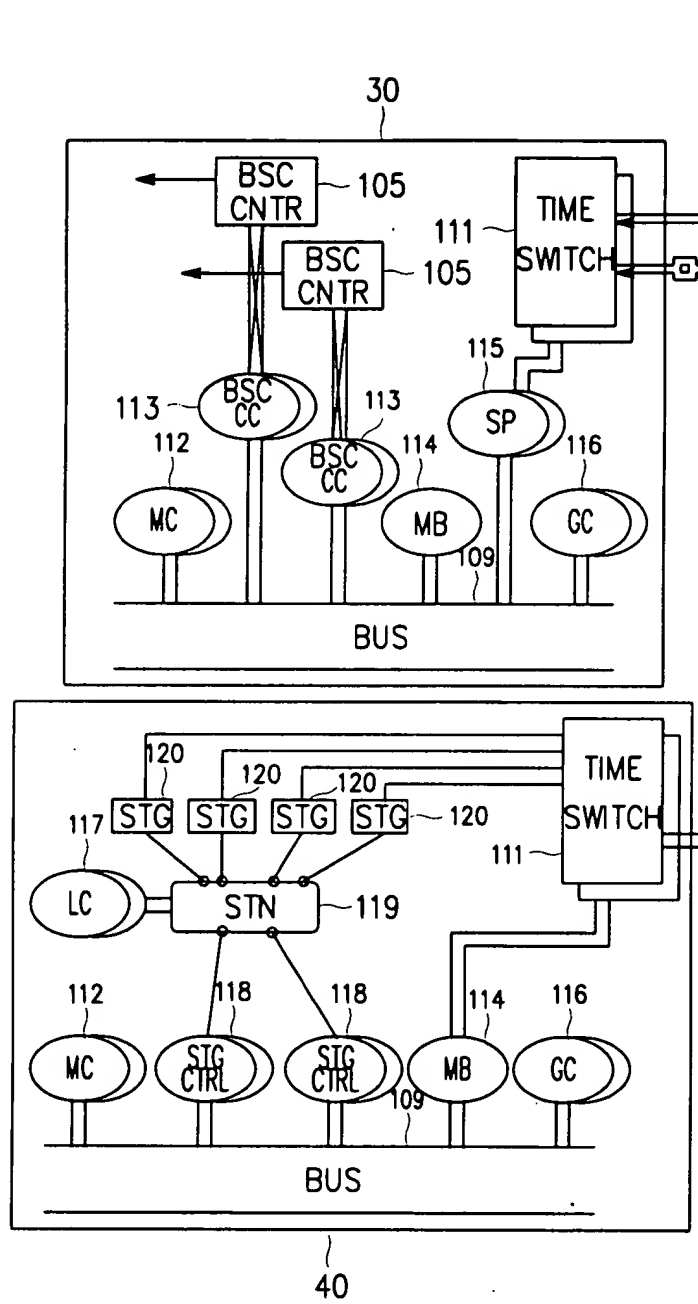 30
BSC
CNTR
105
BSC
CNTR
105
TIME
SWITCH
111
115
BSC
CC
113
113
BSC
CC
SP
112
114
116
MC
MB
GC
109
BUS
120
120
120
STG
STG
STG
STG
120
TIME
SWITCH
111
117
LC
STN
119
112
118
118
114
116
MC
STG
CTRL
STG
CTRL
MB
GC
109
BUS
40